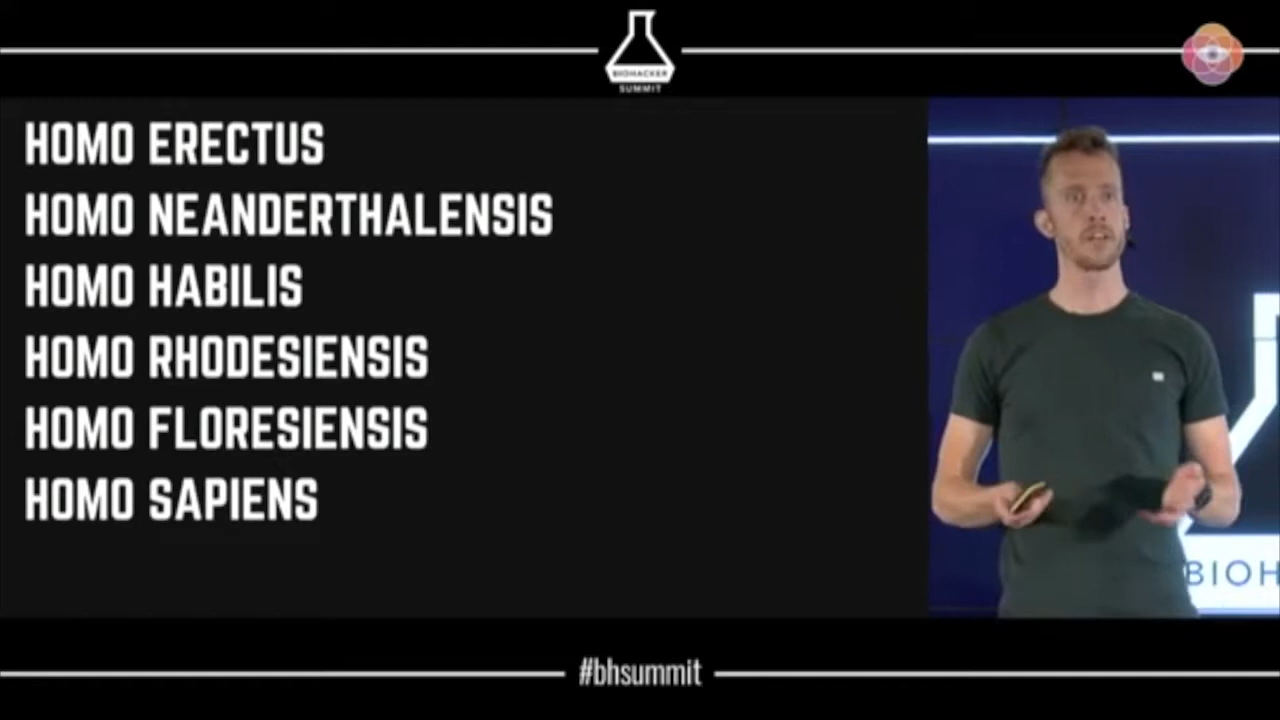 BIOHACKER
SUMMIT
HOMO ERECTUS
HOMO NEANDERTHALENSIS
HOMO HABILIS
HOMO RHODESIENSIS
HOMO FLORESIENSIS
HOMO SAPIENS
BIOH
#bhsummit